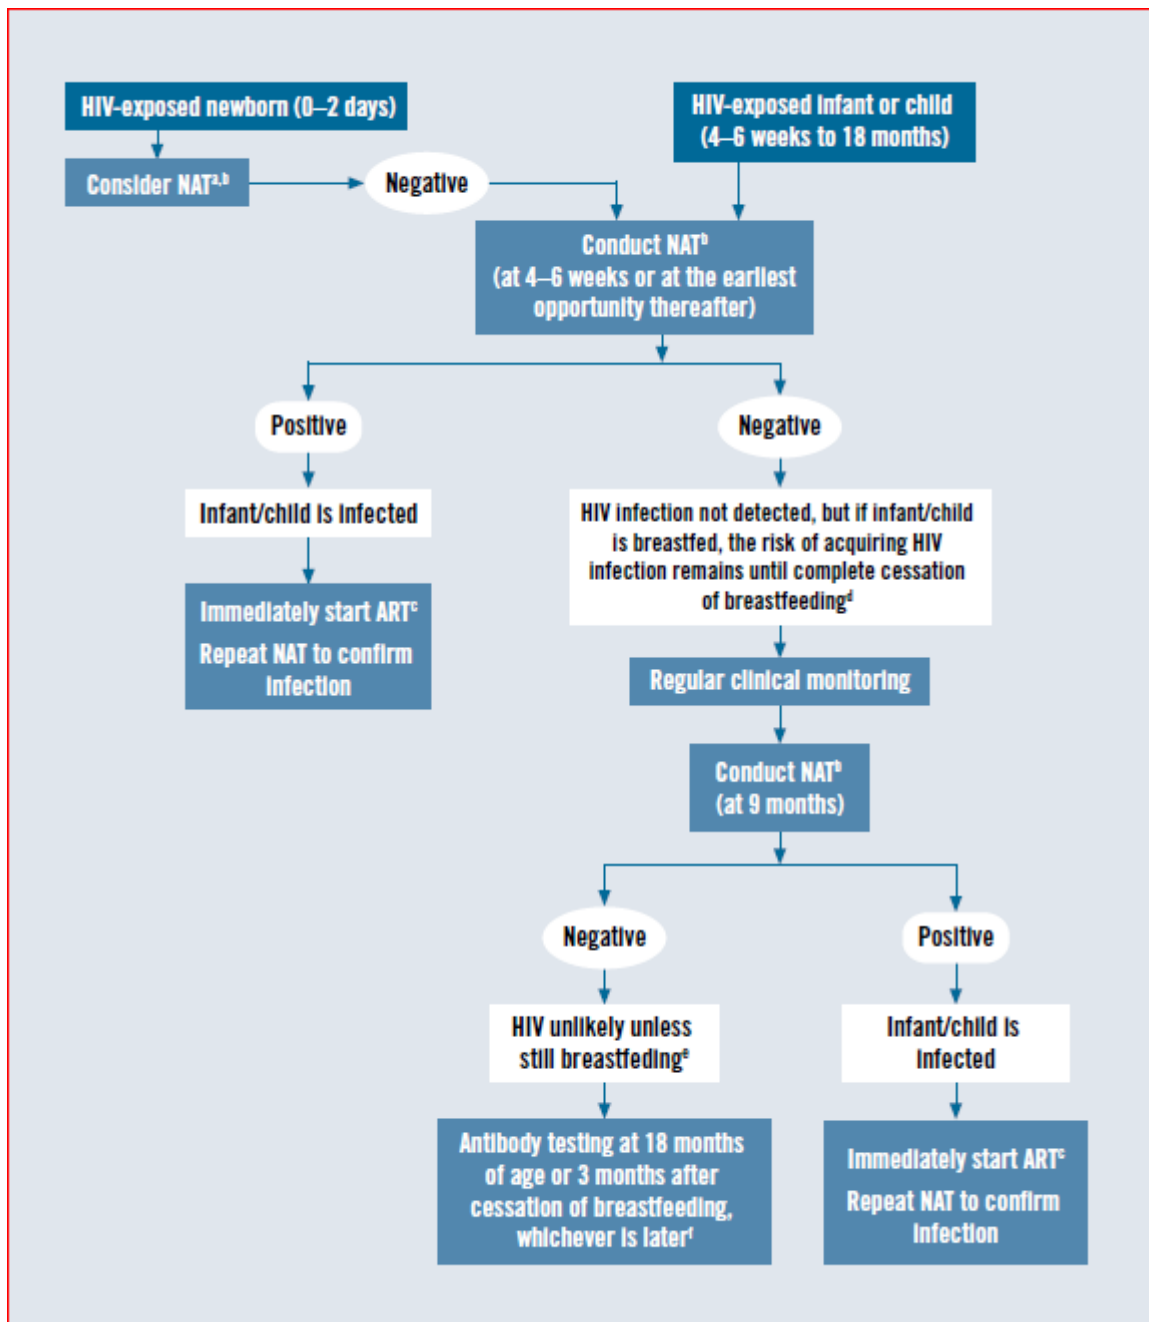 HIV-exposed newborn (0–2 days)
HIV-exposed infant or child
(4–6 weeks to 18 months)
Consider NATa,b
Negative
Conduct NATb
(at 4–6 weeks or at the earliest
opportunity thereafter)
Positive
Negative
Infant/child is infected
HIV infection not detected, but if infant/child
is breastfed, the risk of acquiring HIV
infection remains until complete cessation
of breastfeedingd
Immediately start ARTc
Repeat NAT to confirm
infection
Regular clinical monitoring
Conduct NATb
(at 9 months)
Negative
Positive
HIV unlikely unless
still breastfedinge
Infant/child is
infected
Antibody testing at 18 months
of age or 3 months after
cessation of breastfeeding,
whichever is laterf
Immediately start ARTc
Repeat NAT to confirm
infection